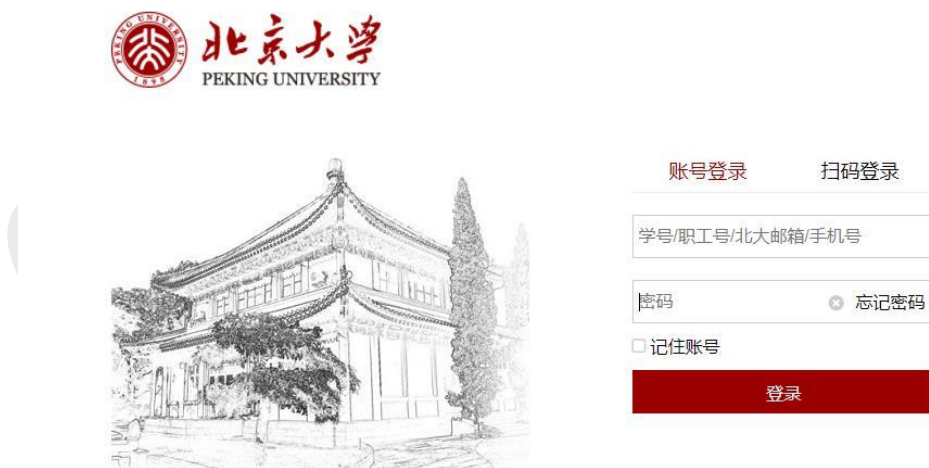 北京大学
PEKING UNIVERSITY
PEKING UNIVERSITY
1898
账号登录
扫码登录
学号/职工号/北大邮箱/手机号
密码
忘记密码
记住账号
登录